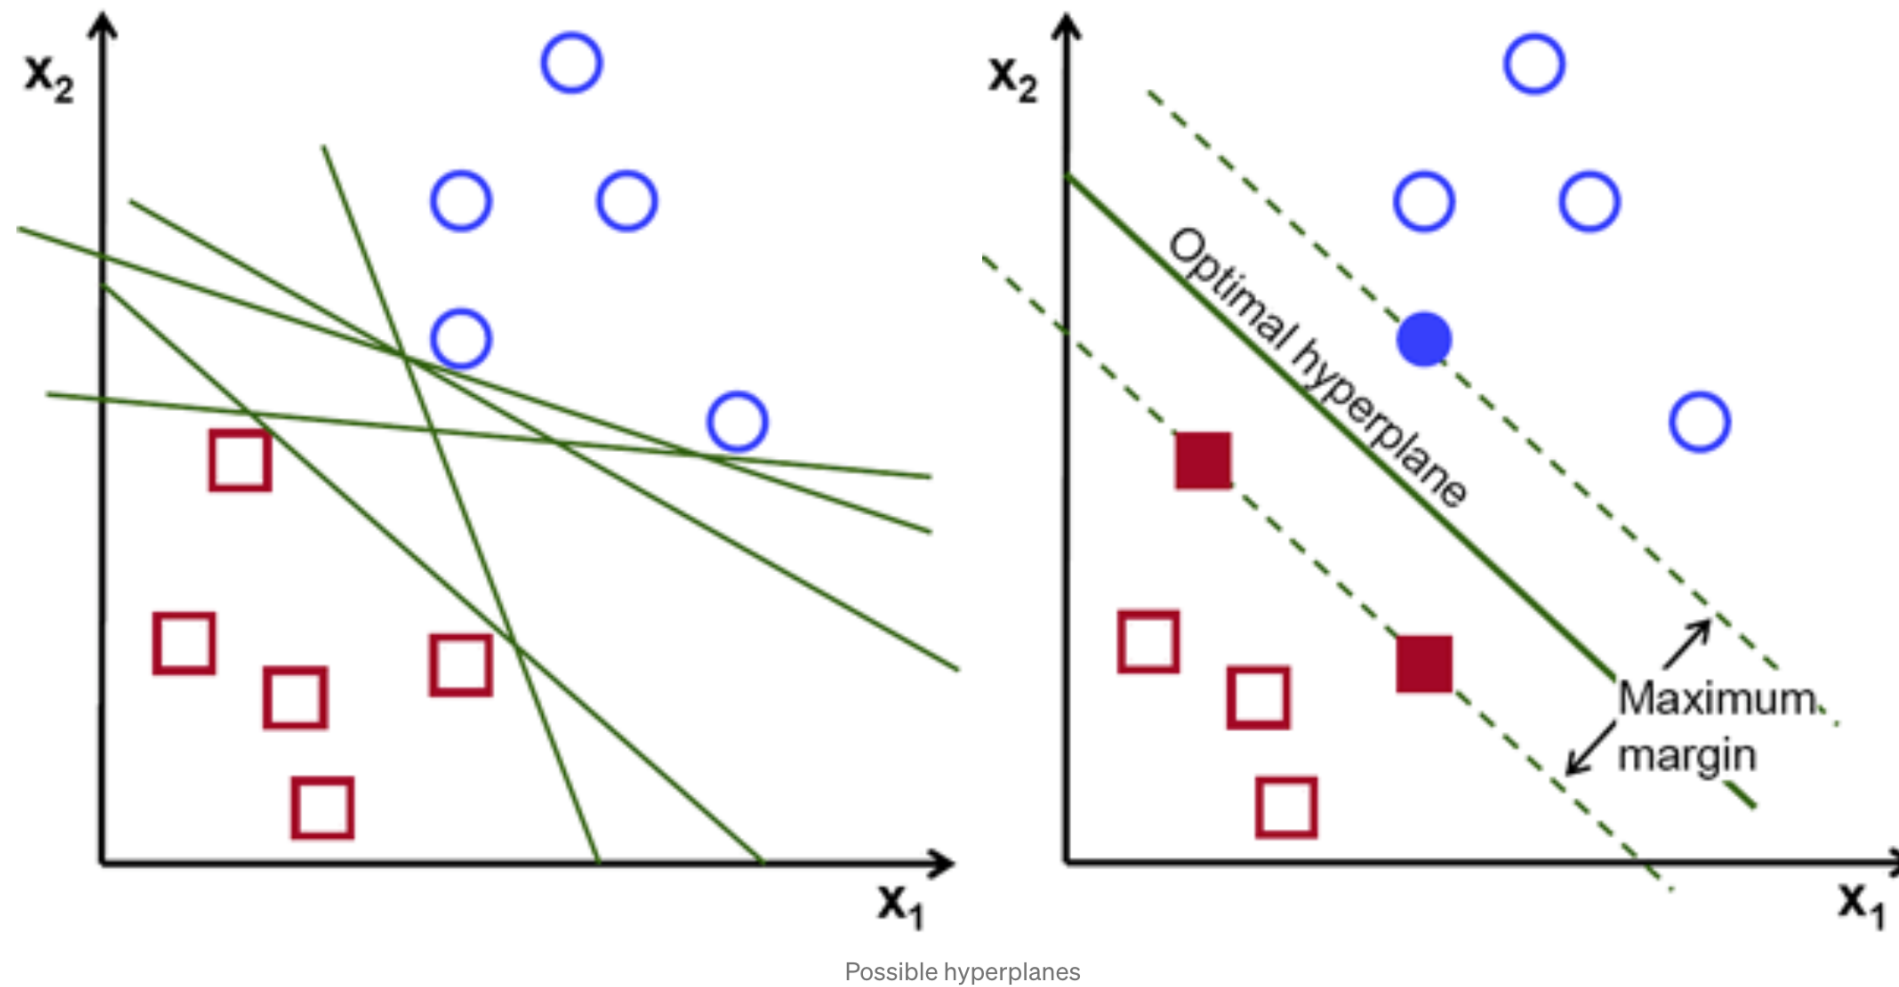 x₂
x₁
x₂
Optimal hyperplane
Maximum
margin
x₁
Possible hyperplanes